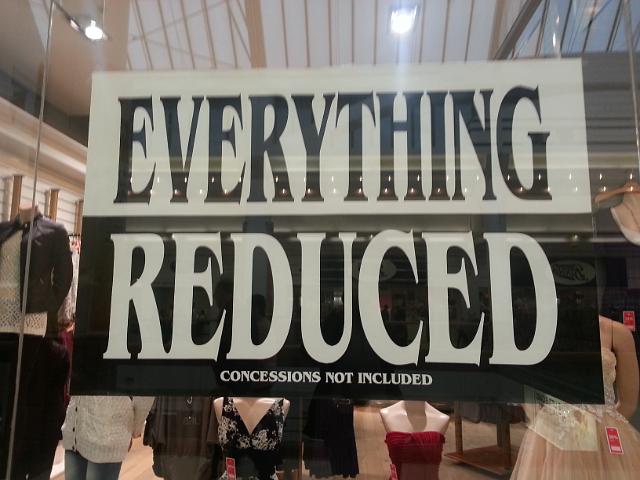 EVERYTHING
REDUCED
CONCESSIONS NOT INCLUDED